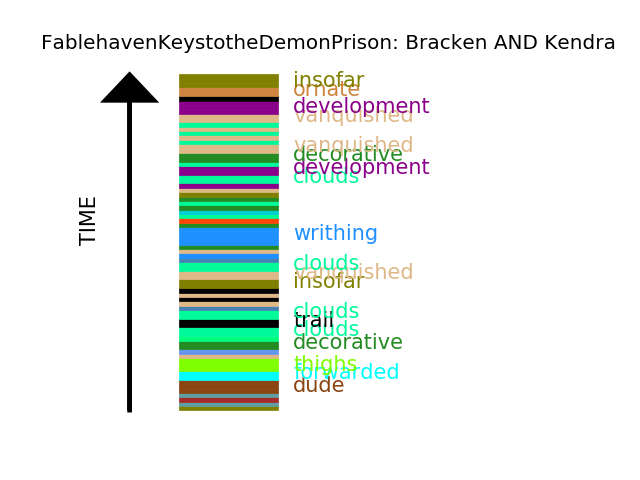 FablehavenKeystotheDemonPrison: Bracken AND Kendra
insofar
ornate
development
vanquished
vanquished
decorative
development
clouds
writhing
clouds
vanquished
insofar
clouds
trail
clouds
decorative
thighs
forwarded
dude
TIME